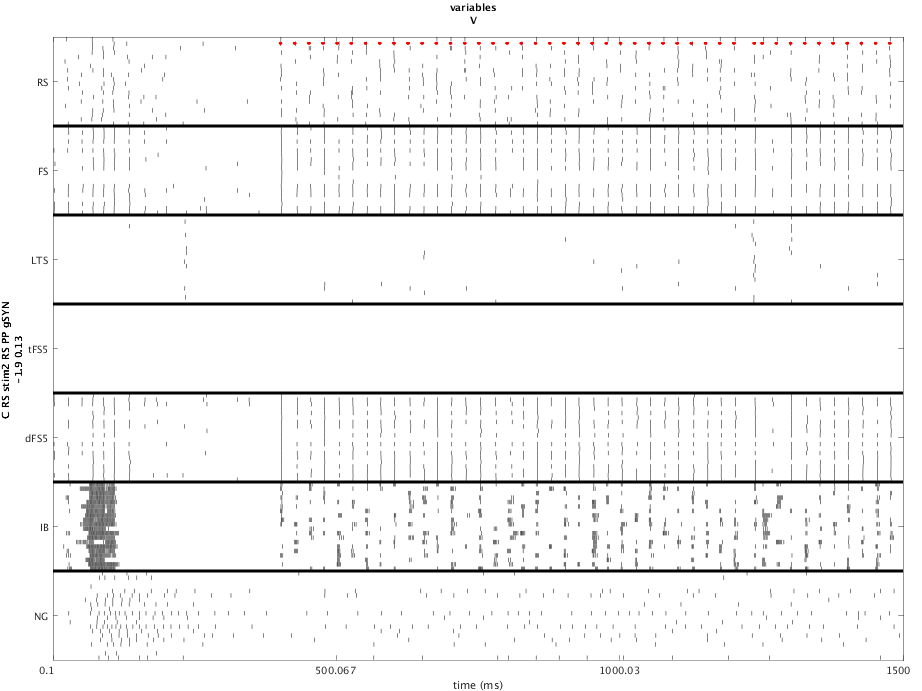 variables
V
RS
FS
LTS
tFS5
dFS5
IB
NG
C RS stim2 RS PP gSYN
-1.9 0.13
0.1
500.067
1000.03
1500
time (ms)